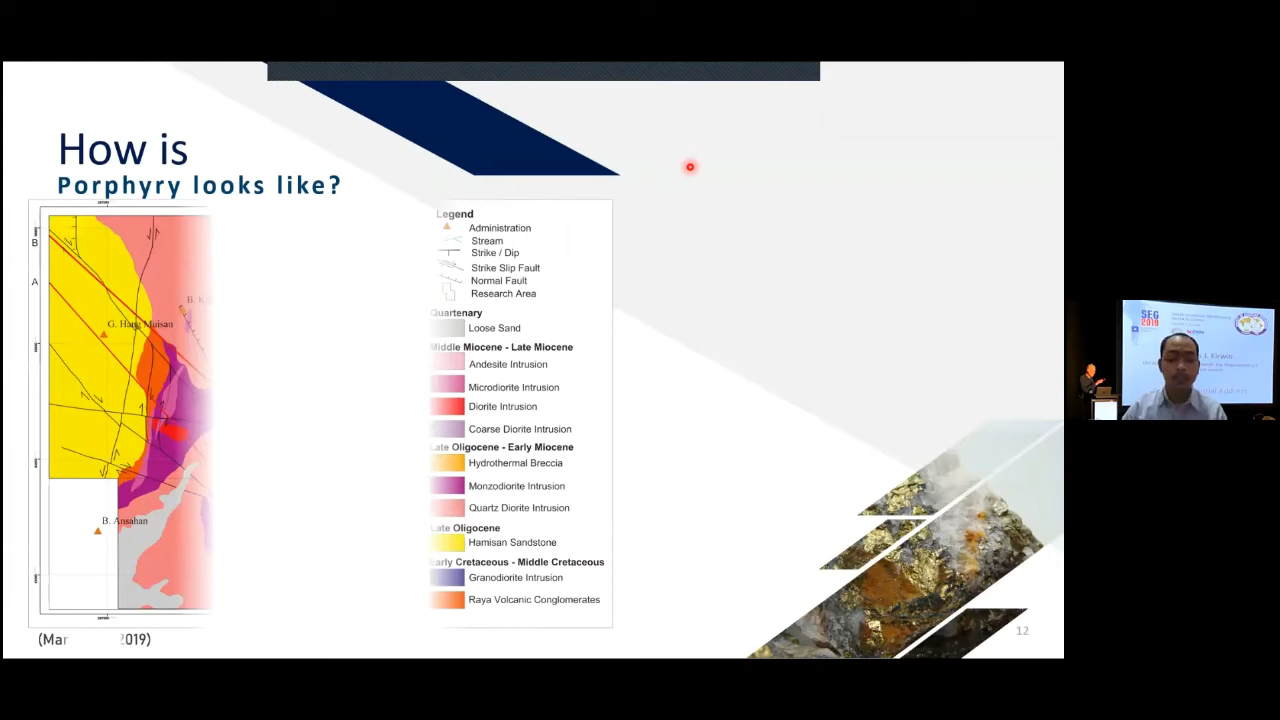 How is
Porphyry looks like?
B
A
G. Hang Muisan
B. Ansahan
Legend
Administration
Stream
Strike / Dip
Strike Slip Fault
Normal Fault
Research Area
Quartenary
Loose Sand
Middle Miocene - Late Miocene
Andesite Intrusion
Microdiorite Intrusion
Diorite Intrusion
Coarse Diorite Intrusion
Late Oligocene - Early Miocene
Hydrothermal Breccia
Monzodiorite Intrusion
Quartz Diorite Intrusion
Late Oligocene
Hamisan Sandstone
Early Cretaceous - Middle Cretaceous
Granodiorite Intrusion
Raya Volcanic Conglomerates
(Mar 2019)
12
SEG
2019
Kirwin